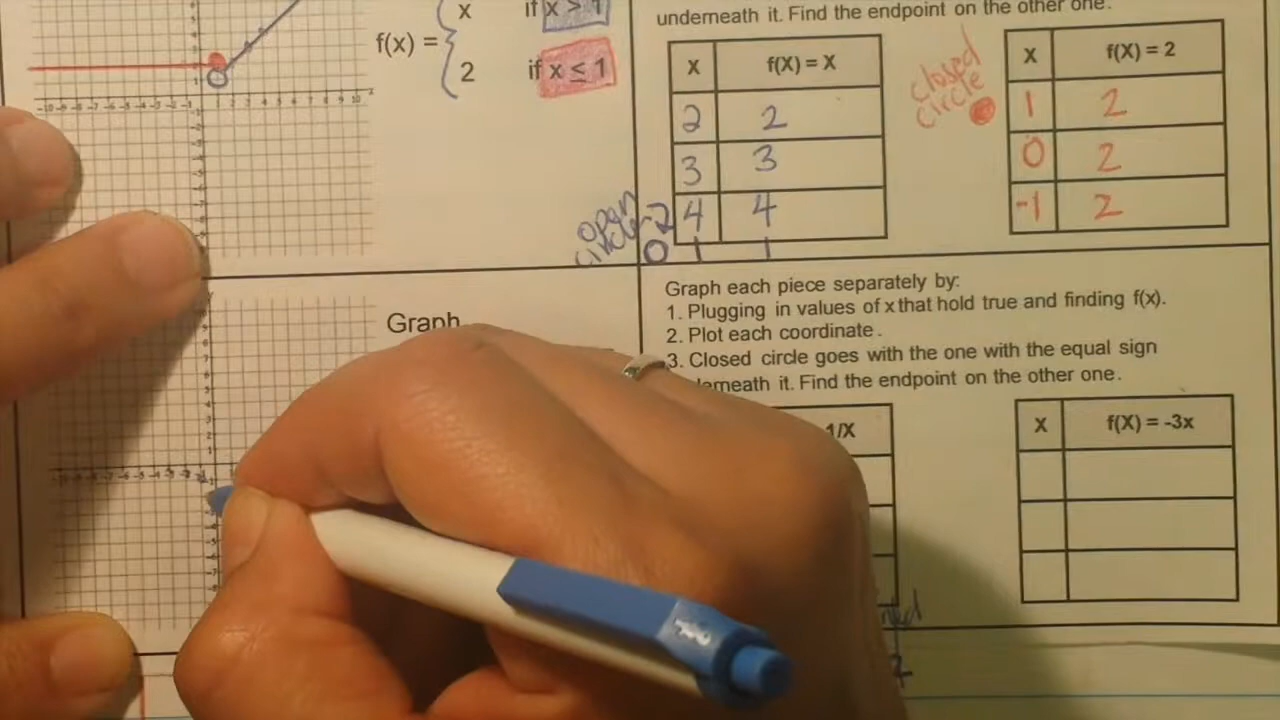 underneath it. Find the endpoint on the other one.
f(x) =
x if x > 1
2 if x ≤ 1
X f(X) = X
2 2
3 3
4 4
1 1
open
circle
closed
circle
X f(X) = 2
1 2
0 2
-1 2
Graph
Graph each piece separately by:
1. Plugging in values of x that hold true and finding f(x).
2. Plot each coordinate.
3. Closed circle goes with the one with the equal sign
it. Find the endpoint on the other one.
1/X
X f(X) = -3x